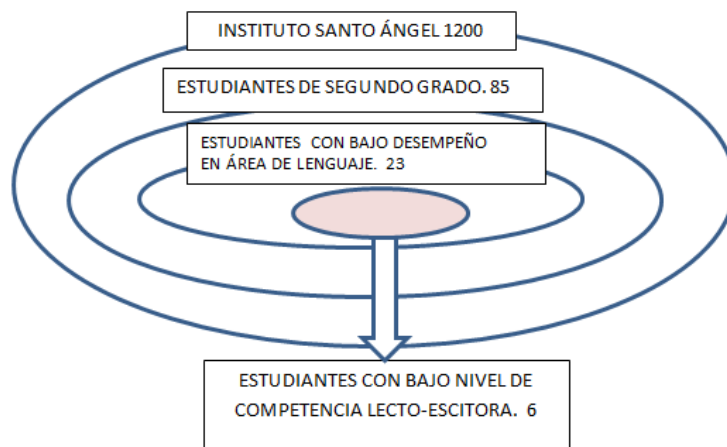 INSTITUTO SANTO ÁNGEL 1200
ESTUDIANTES DE SEGUNDO GRADO. 85
ESTUDIANTES CON BAJO DESEMPEÑO
EN ÁREA DE LENGUAJE. 23
ESTUDIANTES CON BAJO NIVEL DE
COMPETENCIA LECTO-ESCITORA. 6